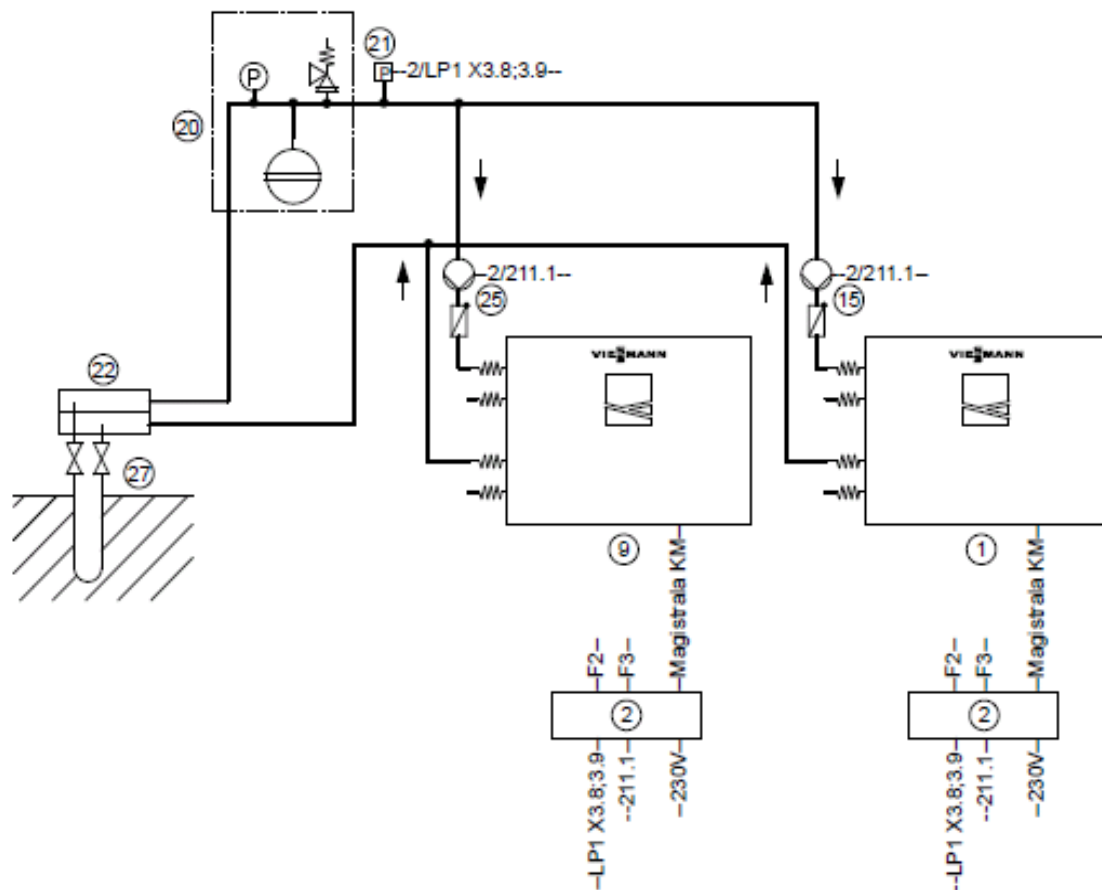 21
P
P
--2/LP1 X3.8;3.9--
20
--2/211.1--
--2/211.1--
25
15
VIESMANN
VIESMANN
22
27
9
1
--F2--
--F3--
--Magistrala KM--
--F2--
--F3--
--Magistrala KM--
2
2
--LP1 X3.8;3.9--
--211.1--
--230V--
--LP1 X3.8;3.9--
--211.1--
--230V--